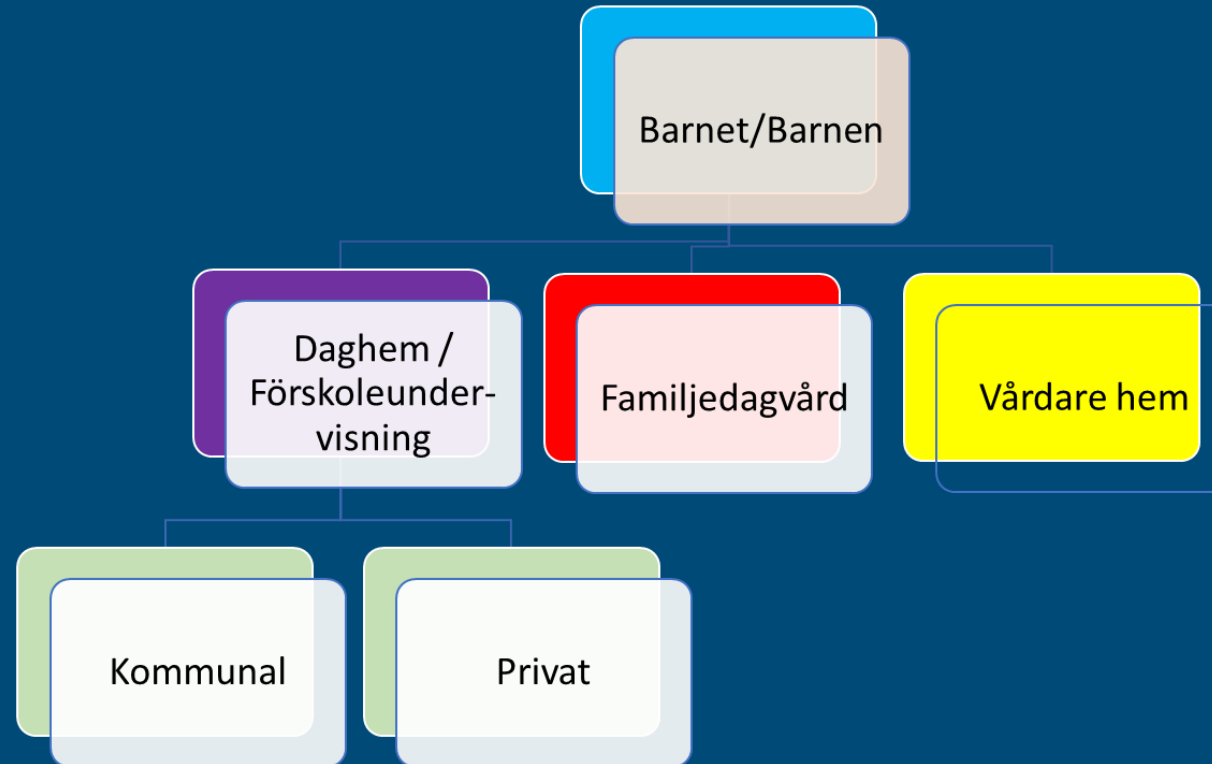 Barnet/Barnen
Daghem /
Förskoleunder-
visning
Familjedagvård
Vårdare hem
Kommunal
Privat